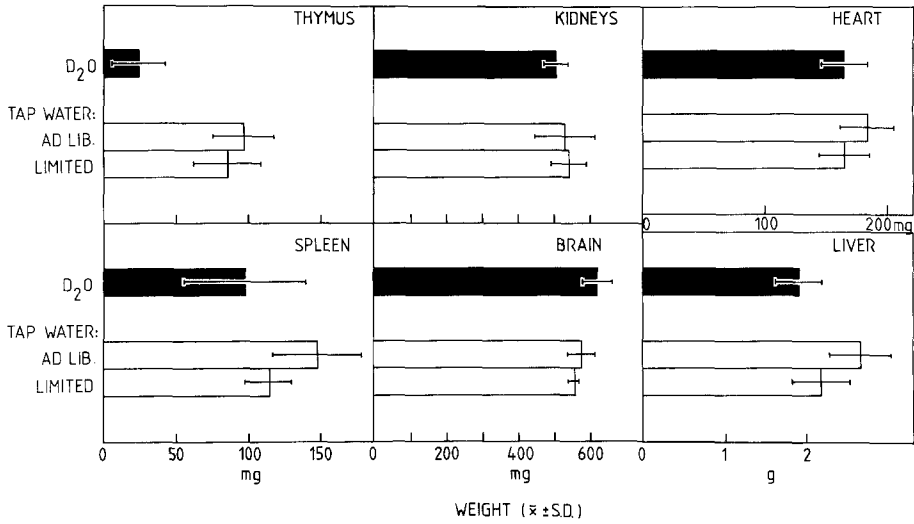 THYMUS
KIDNEYS
HEART
D₂O
TAP WATER:
AD LIB.
LIMITED
0 100 200mg
SPLEEN
BRAIN
LIVER
D₂O
TAP WATER:
AD LIB.
LIMITED
0 50 100 150
mg
0 200 400 600
mg
0 1 2
g
WEIGHT (x̄ ±S.D.)